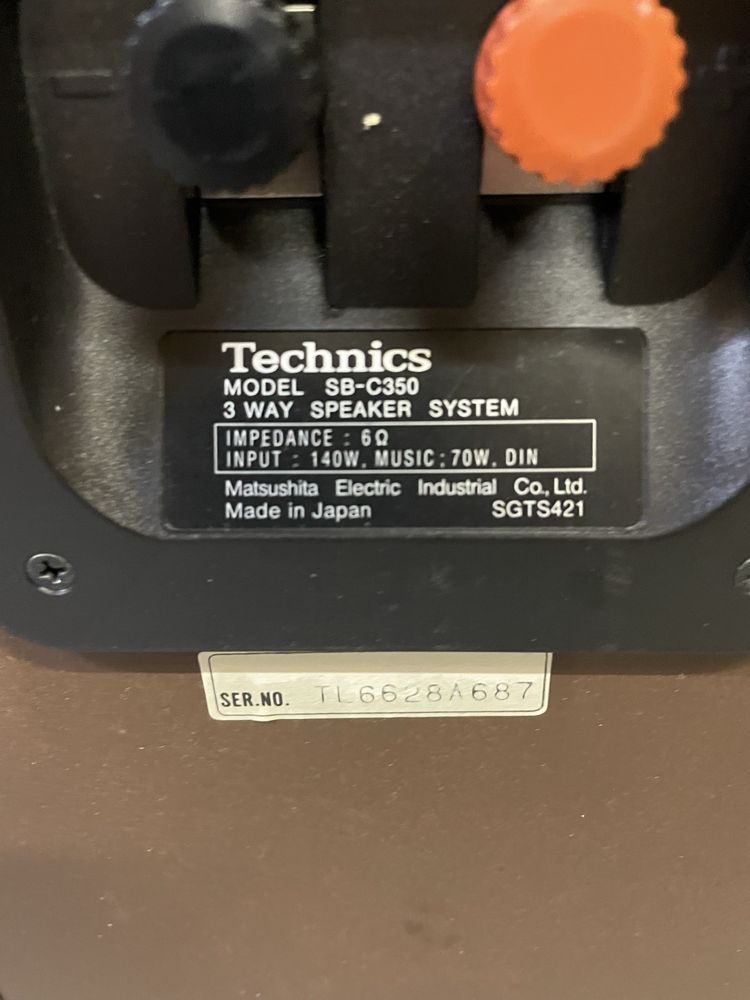 Technics
MODEL SB-C350
3 WAY SPEAKER SYSTEM
IMPEDANCE : 6Ω
INPUT : 140W. MUSIC : 70W. DIN
Matsushita Electric Industrial Co., Ltd.
Made in Japan SGTS421
SER.NO. TL6628A687